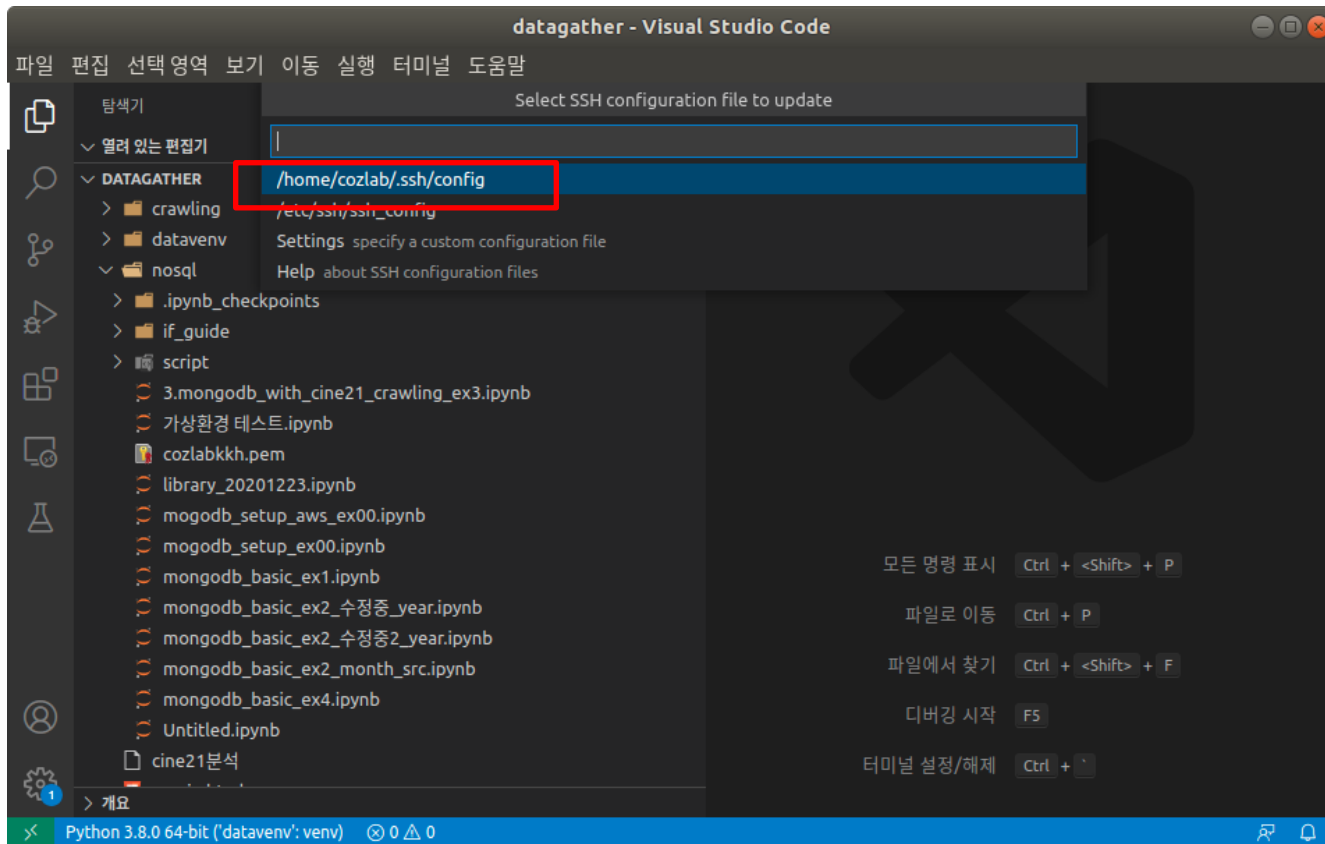 datagather - Visual Studio Code
파일 편집 선택 영역 보기 이동 실행 터미널 도움말
탐색기
Select SSH configuration file to update
열려 있는 편집기
DATAGATHER
/home/cozlab/.ssh/config
crawling
/etc/ssh/ssh_config
datavenv
Settings specify a custom configuration file
nosql
Help about SSH configuration files
.ipynb_checkpoints
if_guide
script
3.mongodb_with_cine21_crawling_ex3.ipynb
가상환경 테스트.ipynb
cozlabkkh.pem
library_20201223.ipynb
mogodb_setup_aws_ex00.ipynb
mogodb_setup_ex00.ipynb
mongodb_basic_ex1.ipynb
mongodb_basic_ex2_수정중_year.ipynb
mongodb_basic_ex2_수정중2_year.ipynb
mongodb_basic_ex2_month_src.ipynb
mongodb_basic_ex4.ipynb
Untitled.ipynb
cine21분석
개요
모든 명령 표시 Ctrl + <Shift> + P
파일로 이동 Ctrl + P
파일에서 찾기 Ctrl + <Shift> + F
디버깅 시작 F5
터미널 설정/해제 Ctrl + `
1
Python 3.8.0 64-bit ('datavenv': venv) 0 0